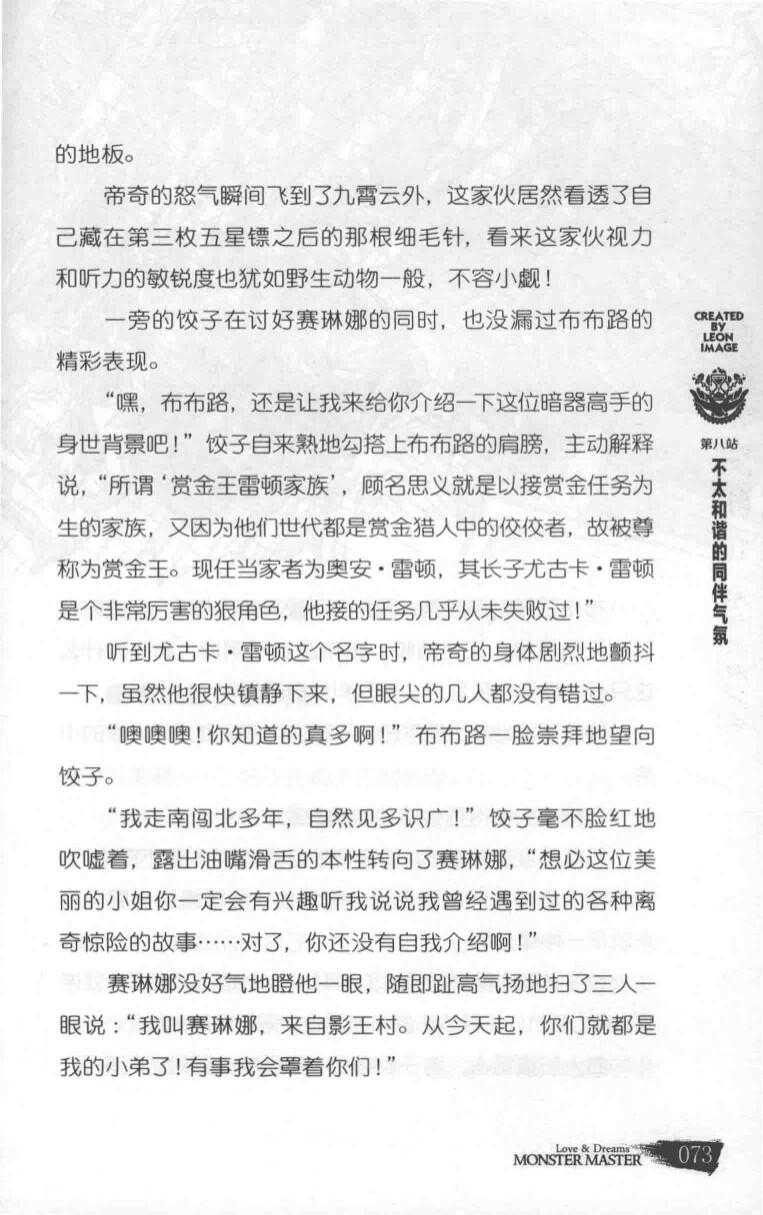 的地板。
帝奇的怒气瞬间飞到了九霄云外，这家伙居然看透了自
己藏在第三枚五星镖之后的那根细毛针，看来这家伙视力
和听力的敏锐度也犹如野生动物一般，不容小觑！
一旁的饺子在讨好赛琳娜的同时，也没漏过布布路的
精彩表现。
“嘿，布布路，还是让我来给你介绍一下这位暗器高手的
身世背景吧！”饺子自来熟地勾搭上布布路的肩膀，主动解释
说，“所谓‘赏金王雷顿家族’，顾名思义就是以接赏金任务为
生的家族，又因为他们世代都是赏金猎人中的佼佼者，故被尊
称为赏金王。现任当家者为奥安·雷顿，其长子尤古卡·雷顿
是个非常厉害的狠角色，他接的任务几乎从未失败过！”
听到尤古卡·雷顿这个名字时，帝奇的身体剧烈地颤抖
一下，虽然他很快镇静下来，但眼尖的几人都没有错过。
“噢噢噢！你知道的真多啊！”布布路一脸崇拜地望向
饺子。
“我走南闯北多年，自然见多识广！”饺子毫不脸红地
吹嘘着，露出油嘴滑舌的本性转向了赛琳娜，“想必这位美
丽的小姐你一定会有兴趣听我说说我曾经遇到过的各种离
奇惊险的故事……对了，你还没有自我介绍啊！”
赛琳娜没好气地瞪他一眼，随即趾高气扬地扫了三人一
眼说：“我叫赛琳娜，来自影王村。从今天起，你们就都是
我的小弟了！有事我会罩着你们！”
CREATED
BY
LEON
IMAGE
第八站
不太和谐的同伴气氛
Love & Dreams
MONSTER MASTER
073